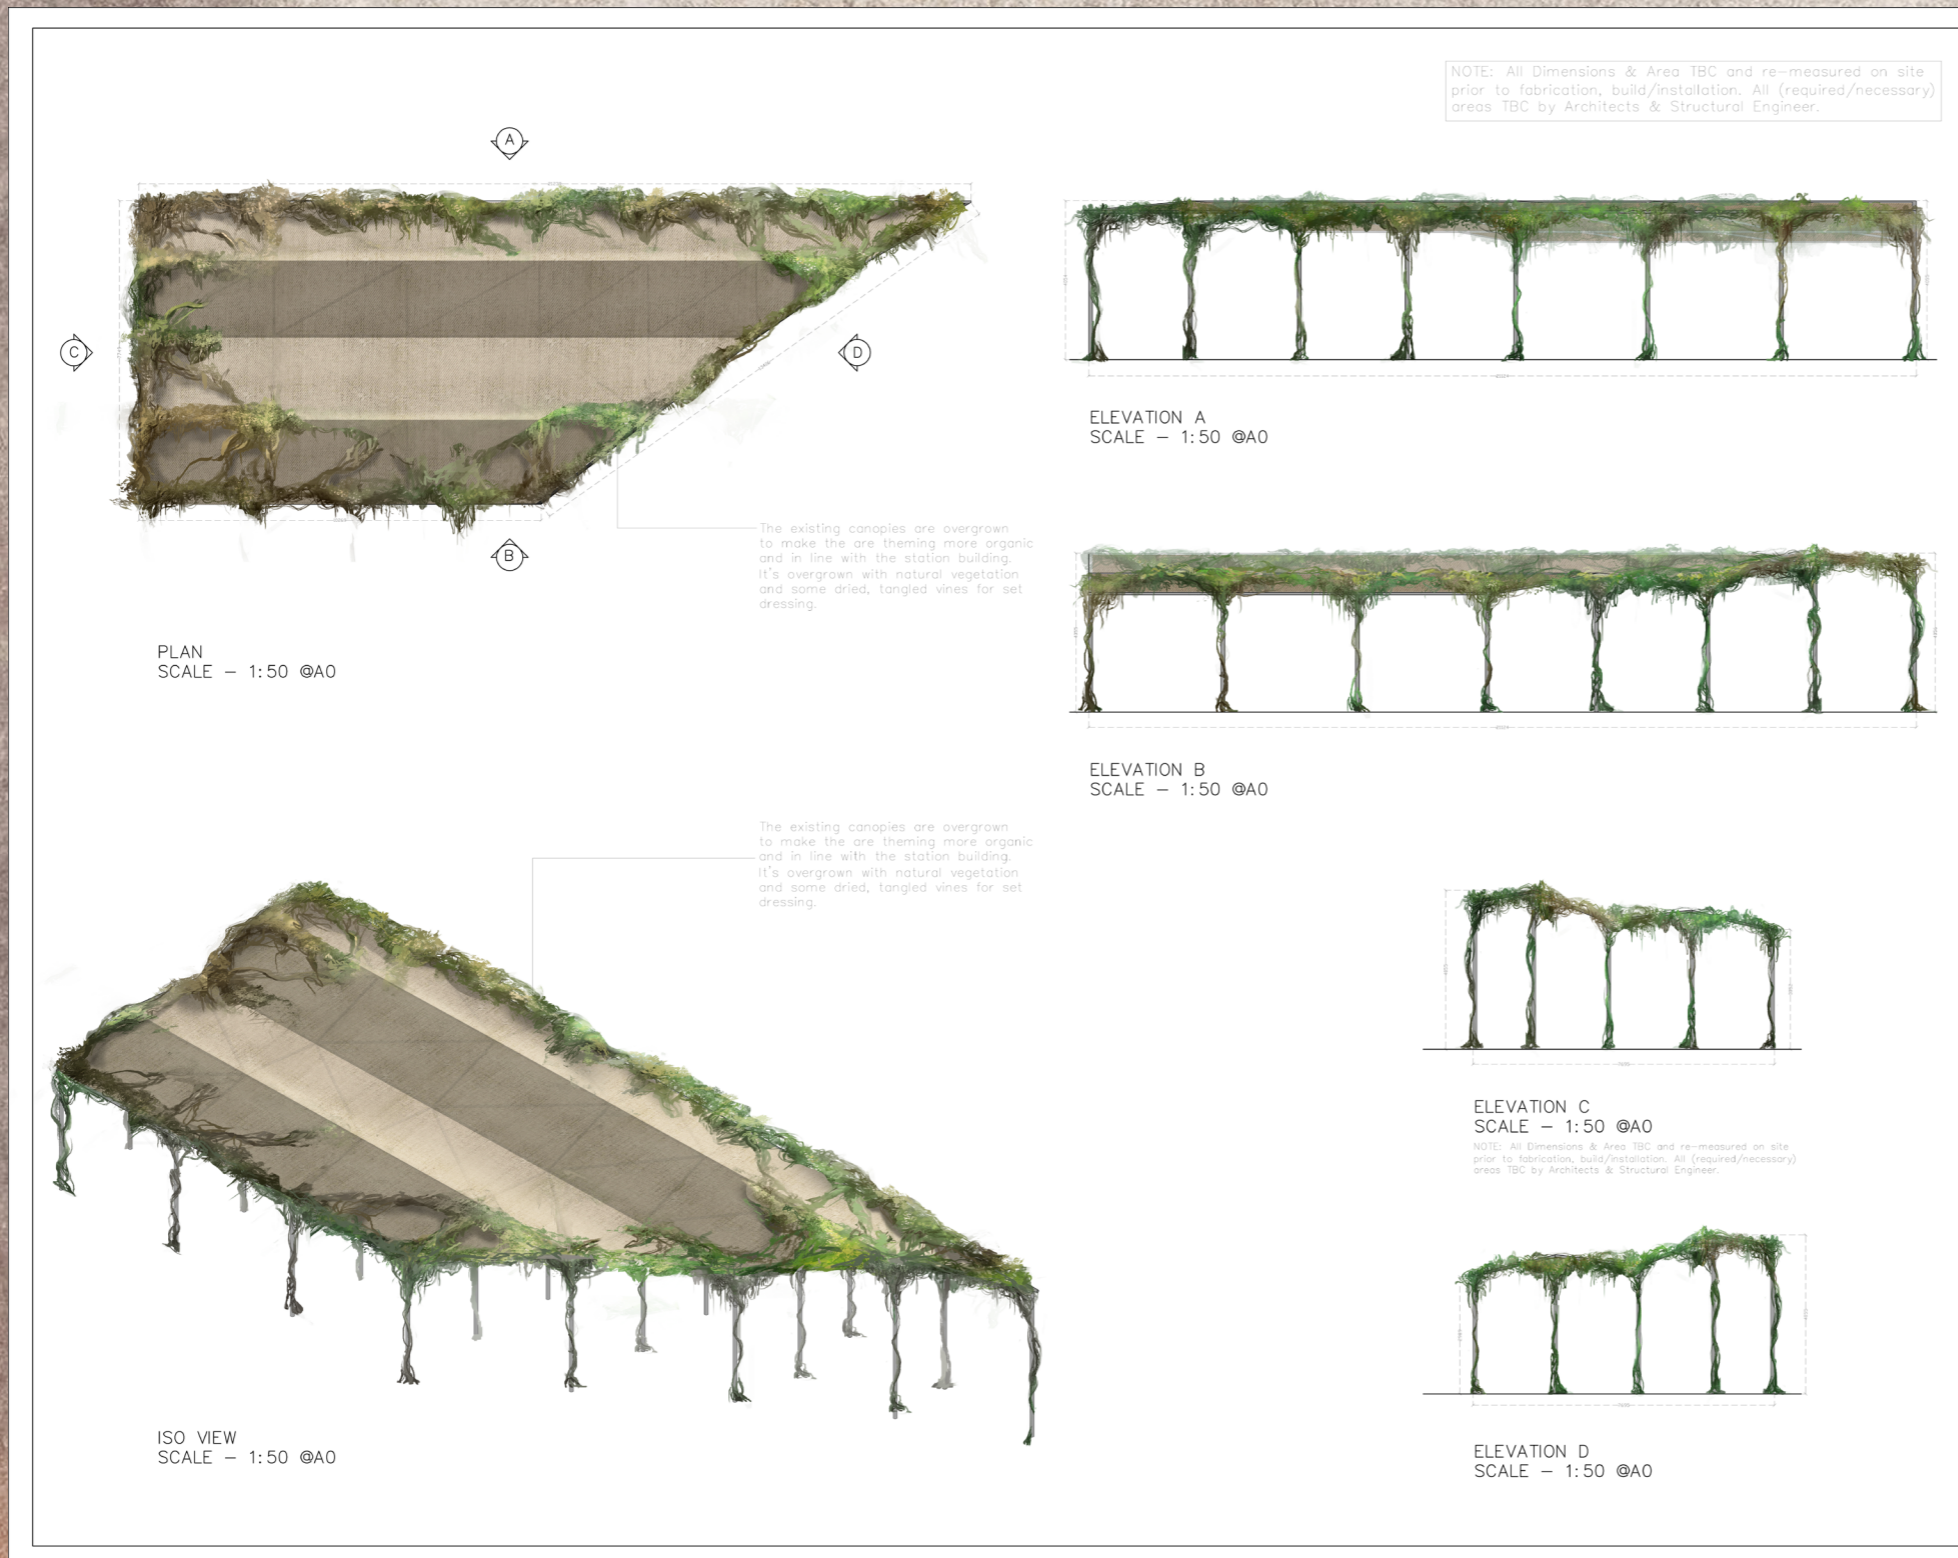 NOTE: All Dimensions & Area TBC and re-measured on site
prior to fabrication, build/installation. All (required/necessary)
areas TBC by Architects & Structural Engineer.
A
C
D
B
The existing canopies are overgrown
to make the are theming more organic
and in line with the station building.
It's overgrown with natural vegetation
and some dried, tangled vines for set
dressing.
PLAN
SCALE - 1:50 @A0
ELEVATION A
SCALE - 1:50 @A0
ELEVATION B
SCALE - 1:50 @A0
The existing canopies are overgrown
to make the are theming more organic
and in line with the station building.
It's overgrown with natural vegetation
and some dried, tangled vines for set
dressing.
ISO VIEW
SCALE - 1:50 @A0
ELEVATION C
SCALE - 1:50 @A0
NOTE: All Dimensions & Area TBC and re-measured on site
prior to fabrication, build/installation. All (required/necessary)
areas TBC by Architects & Structural Engineer.
ELEVATION D
SCALE - 1:50 @A0